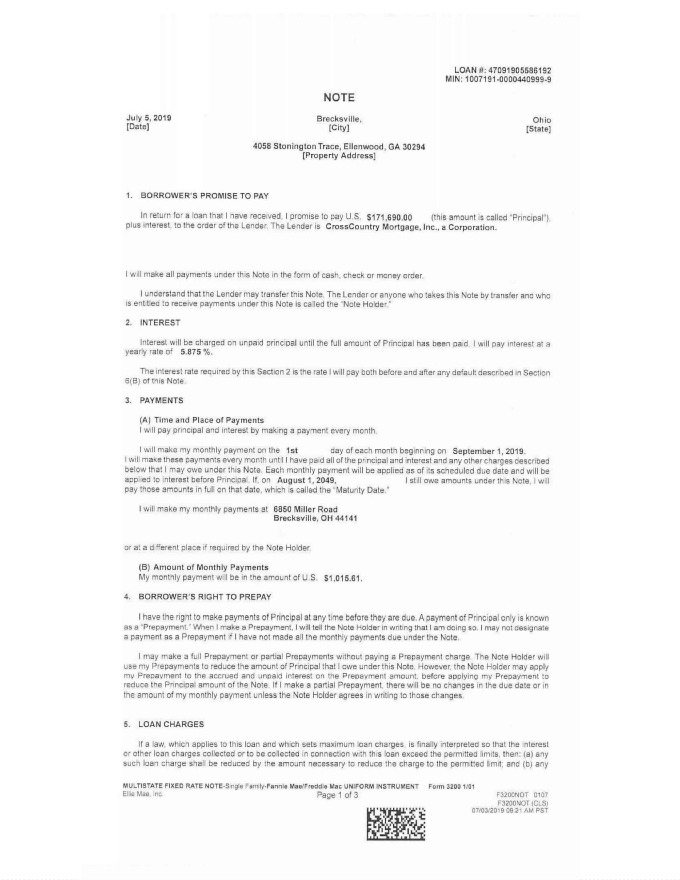 LOAN #: 47091905586192
MIN: 1007191-0000440999-9
NOTE
July 5, 2019 Brecksville, Ohio
[Date] [City] [State]
4058 Stonington Trace, Ellenwood, GA 30294
[Property Address]
1. BORROWER'S PROMISE TO PAY
In return for a loan that I have received, I promise to pay U.S. $171,690.00 (this amount is called "Principal"),
plus interest, to the order of the Lender. The Lender is CrossCountry Mortgage, Inc., a Corporation.
I will make all payments under this Note in the form of cash, check or money order.
I understand that the Lender may transfer this Note. The Lender or anyone who takes this Note by transfer and who
is entitled to receive payments under this Note is called the "Note Holder."
2. INTEREST
Interest will be charged on unpaid principal until the full amount of Principal has been paid. I will pay interest at a
yearly rate of 5.875 %.
The interest rate required by this Section 2 is the rate I will pay both before and after any default described in Section
6(B) of this Note.
3. PAYMENTS
(A) Time and Place of Payments
I will pay principal and interest by making a payment every month.
I will make my monthly payment on the 1st day of each month beginning on September 1, 2019.
I will make these payments every month until I have paid all of the principal and interest and any other charges described
below that I may owe under this Note. Each monthly payment will be applied as of its scheduled due date and will be
applied to interest before Principal. If, on August 1, 2049, I still owe amounts under this Note, I will
pay those amounts in full on that date, which is called the "Maturity Date."
I will make my monthly payments at 6850 Miller Road
Brecksville, OH 44141
or at a different place if required by the Note Holder.
(B) Amount of Monthly Payments
My monthly payment will be in the amount of U.S. $1,015.61.
4. BORROWER'S RIGHT TO PREPAY
I have the right to make payments of Principal at any time before they are due. A payment of Principal only is known
as a "Prepayment." When I make a Prepayment, I will tell the Note Holder in writing that I am doing so. I may not designate
a payment as a Prepayment if I have not made all the monthly payments due under the Note.
I may make a full Prepayment or partial Prepayments without paying a Prepayment charge. The Note Holder will
use my Prepayments to reduce the amount of Principal that I owe under this Note. However, the Note Holder may apply
my Prepayment to the accrued and unpaid interest on the Prepayment amount, before applying my Prepayment to
reduce the Principal amount of the Note. If I make a partial Prepayment, there will be no changes in the due date or in
the amount of my monthly payment unless the Note Holder agrees in writing to those changes.
5. LOAN CHARGES
If a law, which applies to this loan and which sets maximum loan charges, is finally interpreted so that the interest
or other loan charges collected or to be collected in connection with this loan exceed the permitted limits, then: (a) any
such loan charge shall be reduced by the amount necessary to reduce the charge to the permitted limit; and (b) any
MULTISTATE FIXED RATE NOTE-Single Family-Fannie Mae/Freddie Mac UNIFORM INSTRUMENT Form 3200 1/01
Ellie Mae, Inc. Page 1 of 3 F3200NOT 0107
F3200NOT (CLS)
07/03/2019 09:21 AM PST